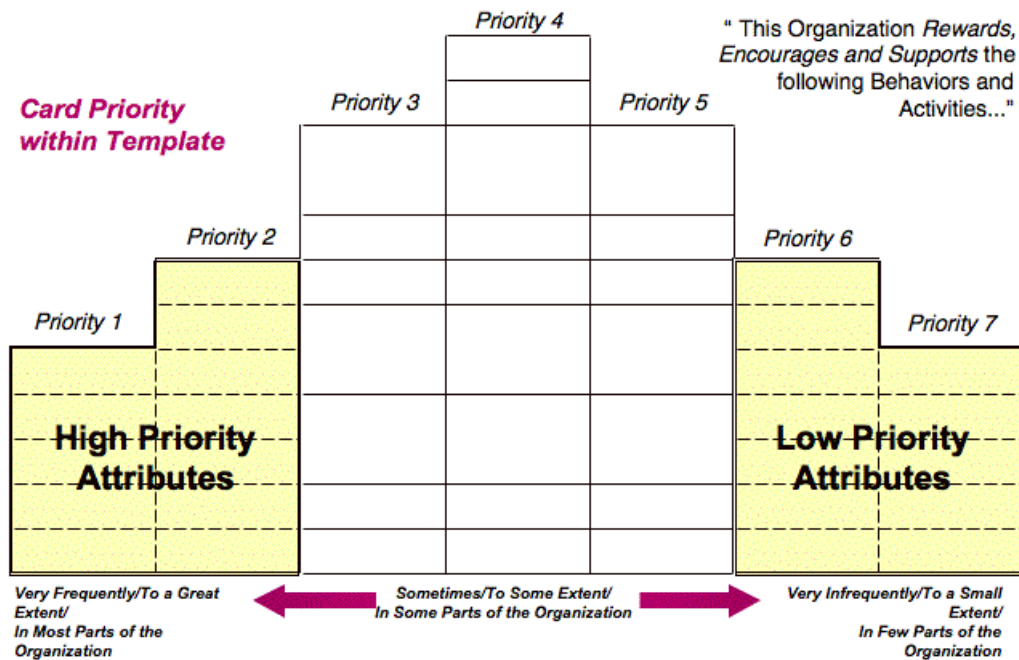 Priority 4
" This Organization Rewards,
Encourages and Supports the
following Behaviors and
Activities..."
Card Priority
within Template
Priority 3
Priority 5
Priority 2
Priority 6
Priority 1
Priority 7
High Priority
Attributes
Low Priority
Attributes
Very Frequently/To a Great
Extent/
In Most Parts of the
Organization
Sometimes/To Some Extent/
In Some Parts of the Organization
Very Infrequently/To a Small
Extent/
In Few Parts of the
Organization